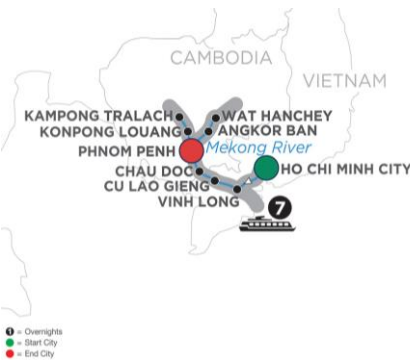 CAMBODIA
VIETNAM
KAMPONG TRALACH
WAT HANCHEY
KONPONG LOUANG
ANGKOR BAN
PHNOM PENH
Mekong River
CHAU DOC
HO CHI MINH CITY
CU LAO GIENG
VINH LONG
7
1 = Overnights
= Start City
= End City